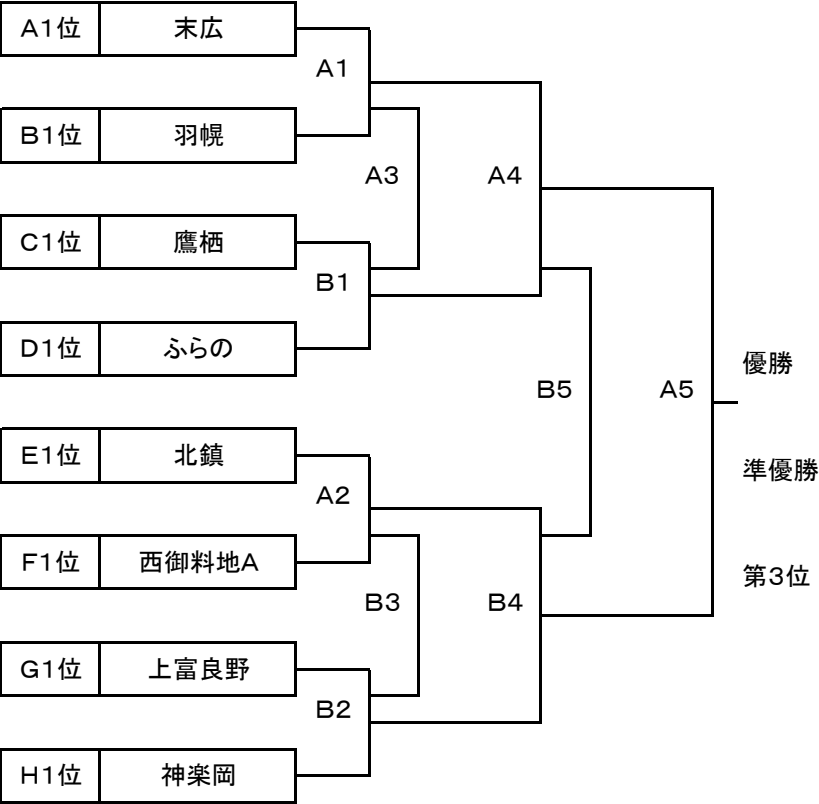 A1位 末広
A1
B1位 羽幌
A3 A4
C1位 鷹栖
B1
D1位 ふらの
優勝
B5 A5
E1位 北鎮
準優勝
A2
F1位 西御料地A
第3位
B3 B4
G1位 上富良野
B2
H1位 神楽岡